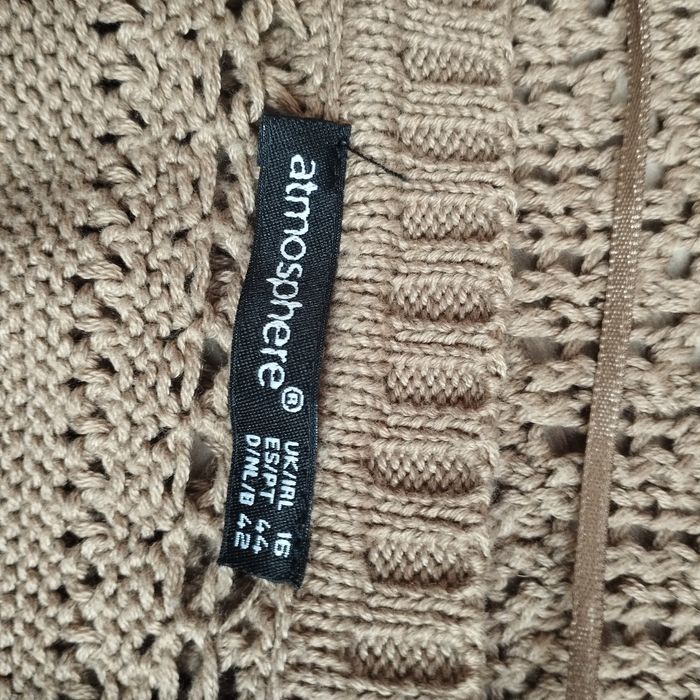 atmosphere®
UK/IRL 16
ES/PT 44
D/NL/B 42